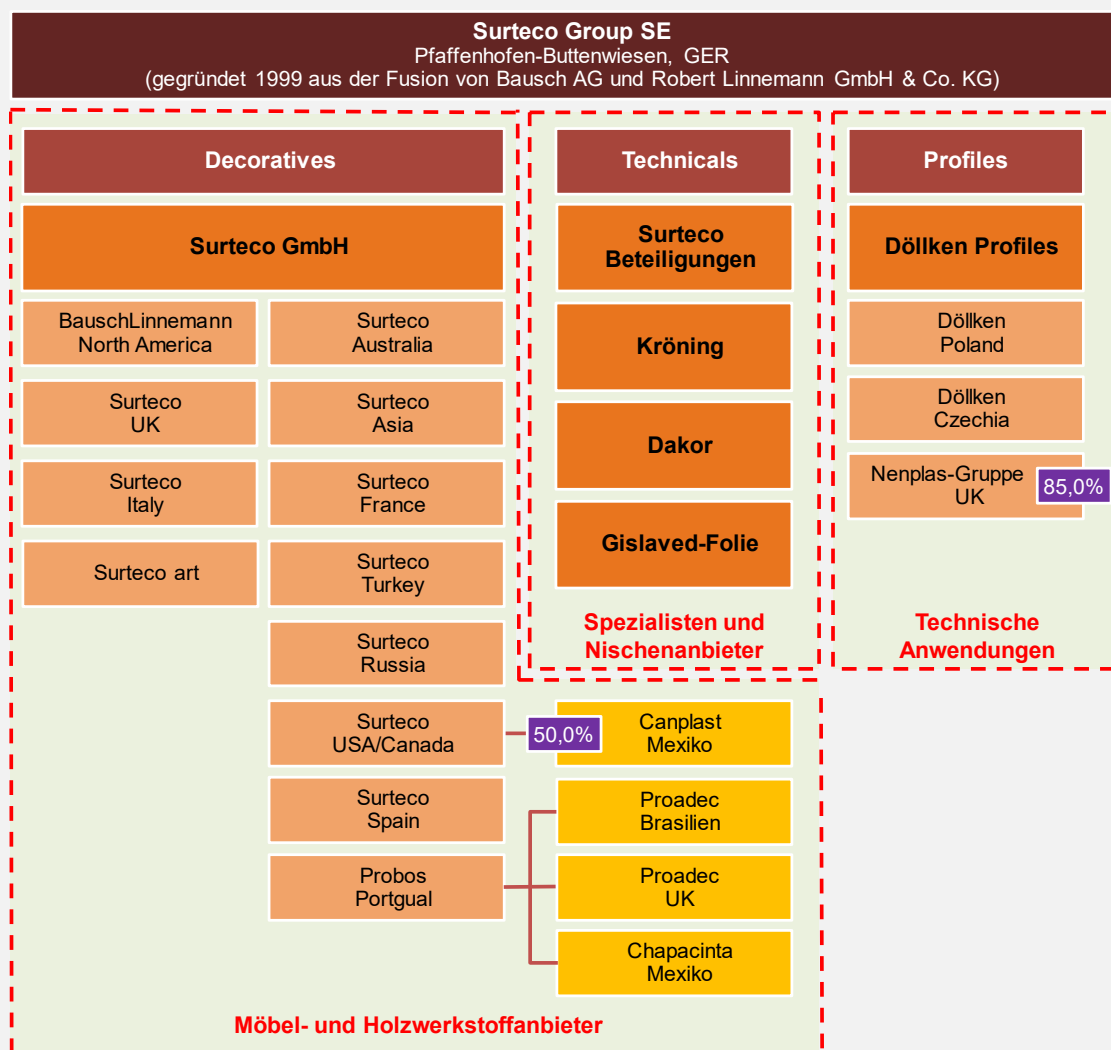 Surteco Group SE
Pfaffenhofen-Buttenwiesen, GER
(gegründet 1999 aus der Fusion von Bausch AG und Robert Linnemann GmbH & Co. KG)
Decoratives
Surteco GmbH
BauschLinnemann
North America
Surteco
Australia
Surteco
UK
Surteco
Asia
Surteco
Italy
Surteco
France
Surteco art
Surteco
Turkey
Surteco
Russia
Surteco
USA/Canada
50,0%
Canplast
Mexiko
Surteco
Spain
Proadec
Brasilien
Probos
Portgual
Proadec
UK
Chapacinta
Mexiko
Möbel- und Holzwerkstoffanbieter
Technicals
Surteco
Beteiligungen
Kröning
Dakor
Gislaved-Folie
Spezialisten und
Nischenanbieter
Profiles
Döllken Profiles
Döllken
Poland
Döllken
Czechia
Nenplas-Gruppe
UK
85,0%
Technische
Anwendungen